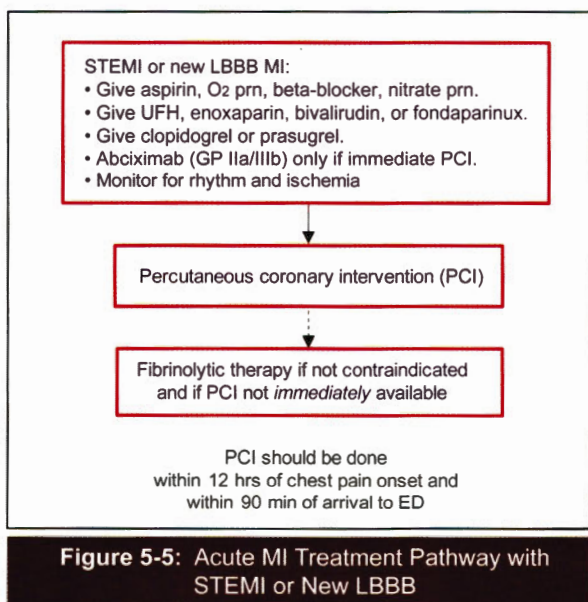 STEMI or new LBBB MI:
• Give aspirin, O2 prn, beta-blocker, nitrate prn.
• Give UFH, enoxaparin, bivalirudin, or fondaparinux.
• Give clopidogrel or prasugrel.
• Abciximab (GP IIa/IIIb) only if immediate PCI.
• Monitor for rhythm and ischemia
Percutaneous coronary intervention (PCI)
Fibrinolytic therapy if not contraindicated
and if PCI not immediately available
PCI should be done
within 12 hrs of chest pain onset and
within 90 min of arrival to ED
Figure 5-5: Acute MI Treatment Pathway with
STEMI or New LBBB